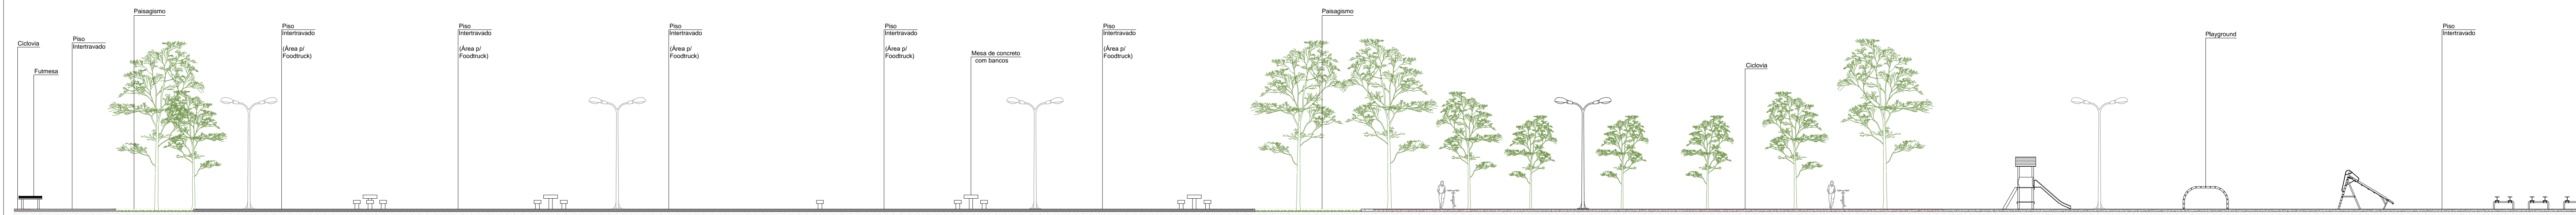 Ciclovia
Futmesa
Piso
Intertravado
Paisagismo
Piso
Intertravado
(Área p/
Foodtruck)
Piso
Intertravado
(Área p/
Foodtruck)
Piso
Intertravado
(Área p/
Foodtruck)
Piso
Intertravado
(Área p/
Foodtruck)
Mesa de concreto
com bancos
Piso
Intertravado
(Área p/
Foodtruck)
Paisagismo
Ciclovia
Playground
Piso
Intertravado